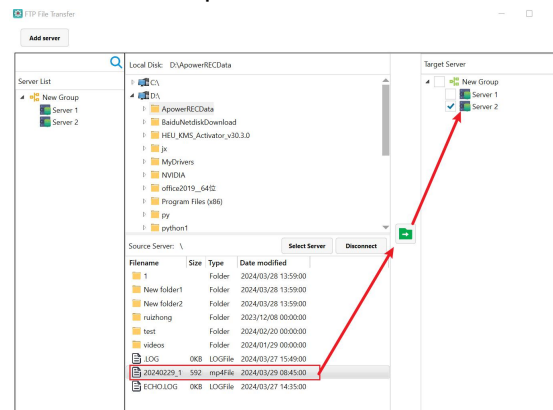 FTP File Transfer
Add server
Server List
New Group
Server 1
Server 2
Local Disk: D:\ApowerRECData
C:\
D:\
ApowerRECData
BaiduNetdiskDownload
HEU_KMS_Activator_v30.3.0
jx
MyDrivers
NVIDIA
office2019__64位
Program Files (x86)
py
python1
Source Server: \
Select Server Disconnect
Filename Size Type Date modified
1 Folder 2024/03/28 13:59:00
New folder1 Folder 2024/03/28 13:59:00
New folder2 Folder 2024/03/28 13:59:00
ruizhong Folder 2023/12/08 00:00:00
test Folder 2024/02/20 00:00:00
videos Folder 2024/01/29 00:00:00
.LOG 0KB LOGFile 2024/03/27 15:49:00
20240229_1 592 mp4File 2024/03/29 08:45:00
ECHO.LOG 0KB LOGFile 2024/03/27 14:35:00
Target Server
New Group
Server 1
Server 2